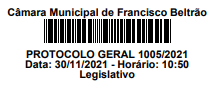 Câmara Municipal de Francisco Beltrão
PROTOCOLO GERAL 1005/2021
Data: 30/11/2021 - Horário: 10:50
Legislativo